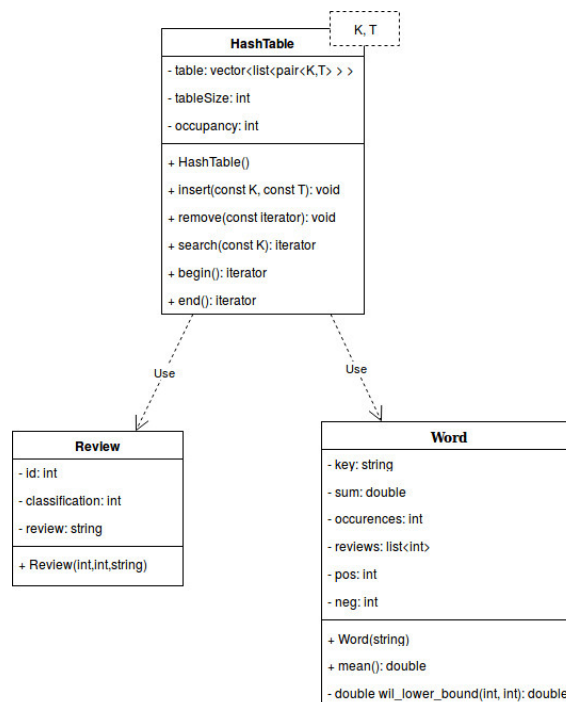 K, T
HashTable
- table: vector<list<pair<K,T> > >
- tableSize: int
- occupancy: int
+ HashTable()
+ insert(const K, const T): void
+ remove(const iterator): void
+ search(const K): iterator
+ begin(): iterator
+ end(): iterator
Use
Use
Review
- id: int
- classification: int
- review: string
+ Review(int,int,string)
Word
- key: string
- sum: double
- occurences: int
- reviews: list<int>
- pos: int
- neg: int
+ Word(string)
+ mean(): double
- double wil_lower_bound(int, int): double